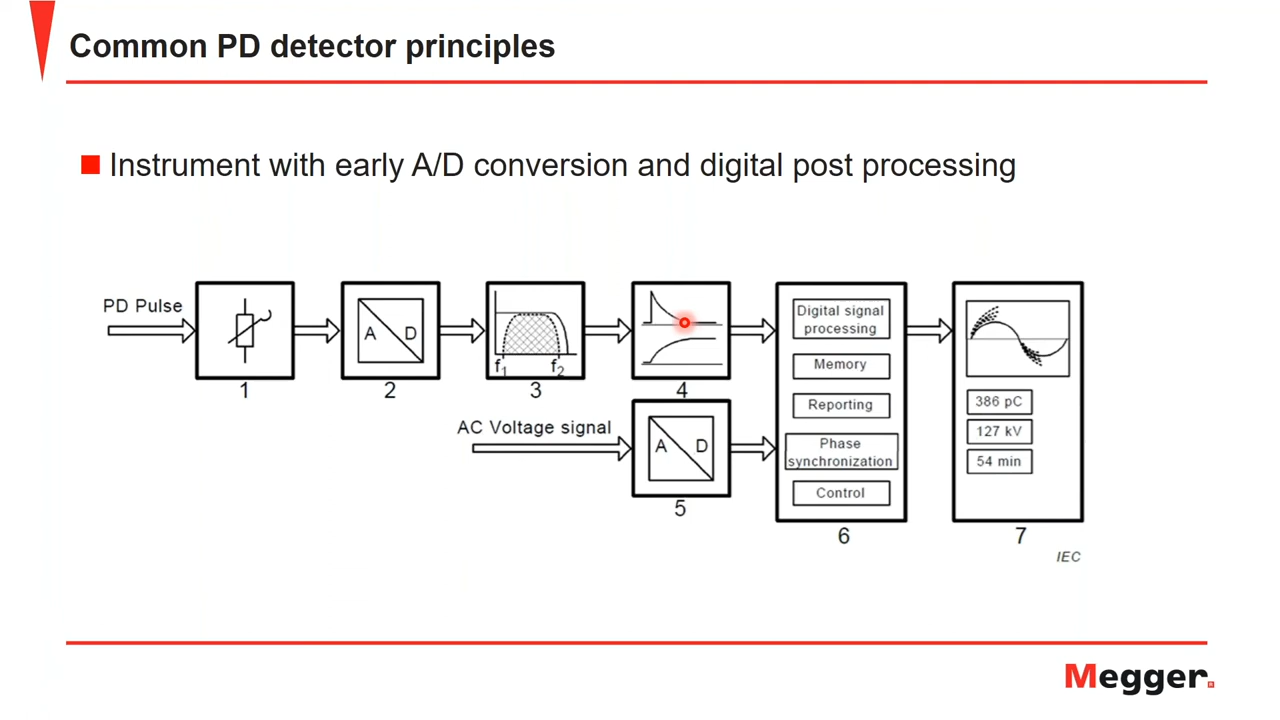 Common PD detector principles
Instrument with early A/D conversion and digital post processing
PD Pulse
A D
f1 f2
1
2
3
4
AC Voltage signal
A D
5
Digital signal
processing
Memory
Reporting
Phase
synchronization
Control
6
386 pC
127 kV
54 min
7
IEC
Megger.